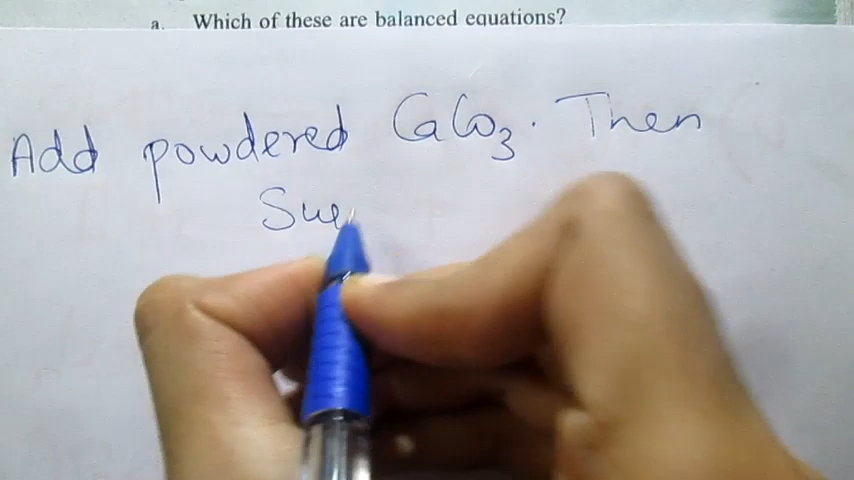 a. Which of these are balanced equations?
Add powdered CaCO3. Then